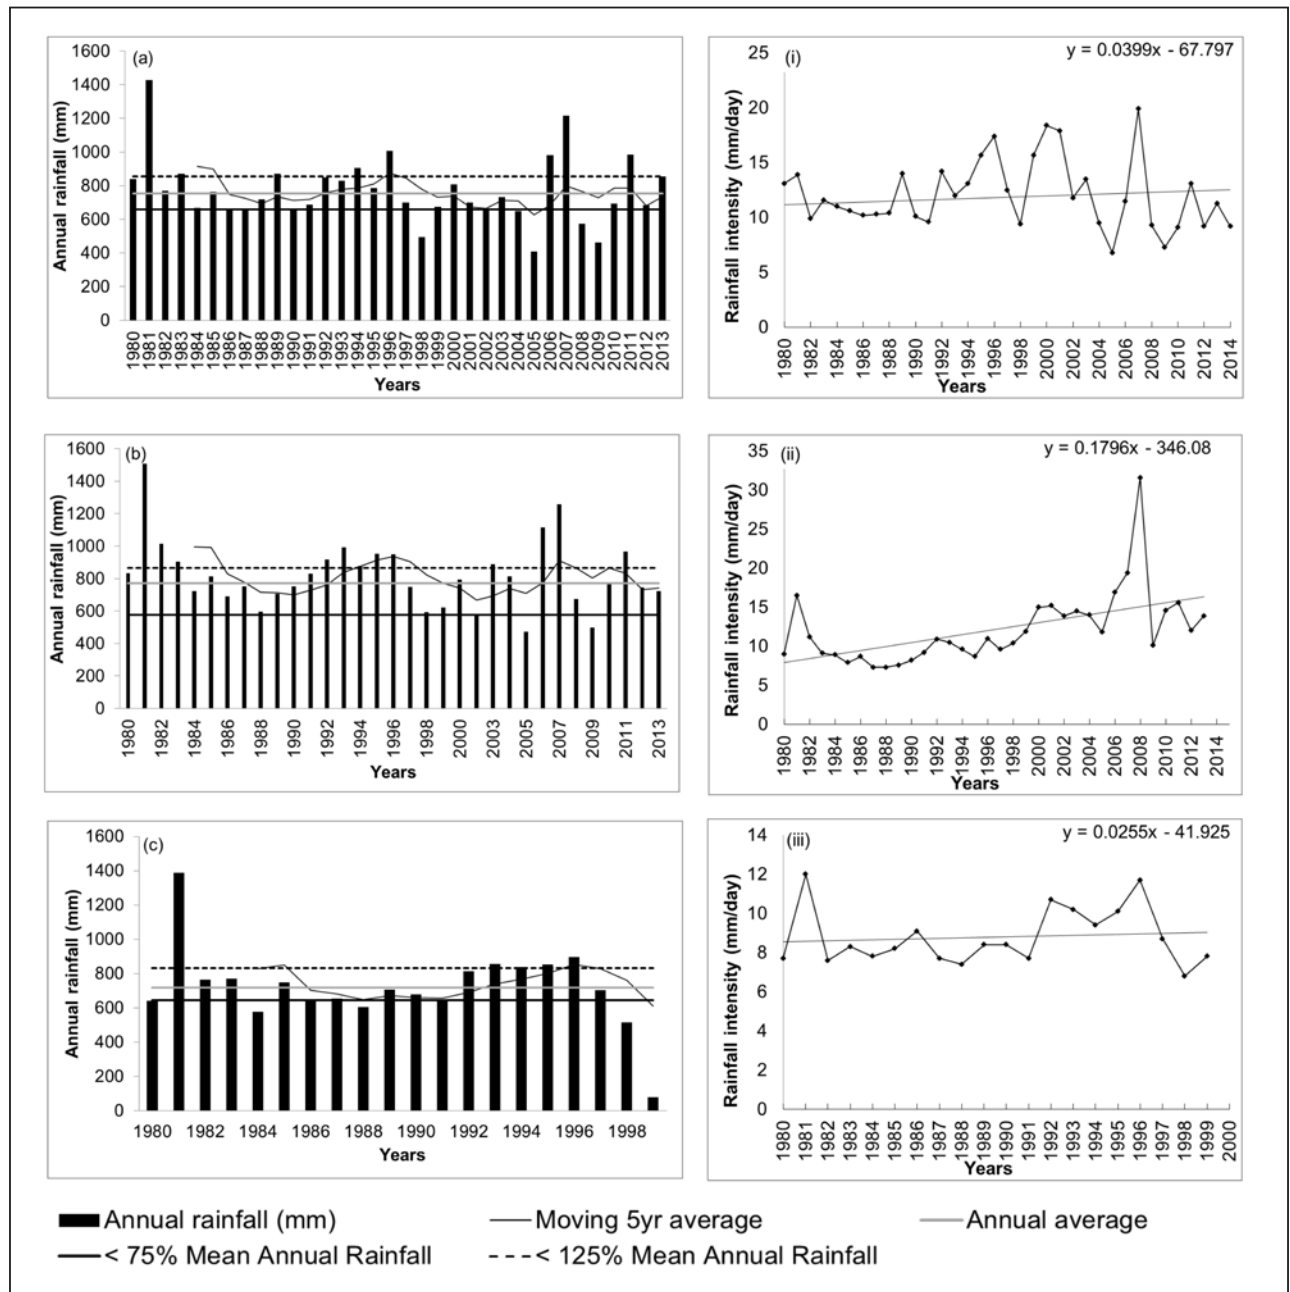 (a)
Annual rainfall (mm)
1600
1400
1200
1000
800
600
400
200
0
1980 1981 1982 1983 1984 1985 1986 1987 1988 1989 1990 1991 1992 1993 1994 1995 1996 1997 1998 1999 2000 2001 2002 2003 2004 2005 2006 2007 2008 2009 2010 2011 2012 2013
Years
(i)
y = 0.0399x - 67.797
Rainfall intensity (mm/day)
25
20
15
10
5
0
1980 1982 1984 1986 1988 1990 1992 1994 1996 1998 2000 2002 2004 2006 2008 2010 2012 2014
Years
(b)
Annual rainfall (mm)
1600
1400
1200
1000
800
600
400
200
0
1980 1982 1984 1986 1988 1990 1992 1994 1996 1998 2000 2003 2005 2007 2009 2011 2013
Years
(ii)
y = 0.1796x - 346.08
Rainfall intensity (mm/day)
35
30
25
20
15
10
5
0
1980 1982 1984 1986 1988 1990 1992 1994 1996 1998 2000 2002 2004 2006 2008 2010 2012 2014
Years
(c)
Annual rainfall (mm)
1600
1400
1200
1000
800
600
400
200
0
1980 1982 1984 1986 1988 1990 1992 1994 1996 1998
Years
(iii)
y = 0.0255x - 41.925
Rainfall intensity (mm/day)
14
12
10
8
6
4
2
0
1980 1981 1982 1983 1984 1985 1986 1987 1988 1989 1990 1991 1992 1993 1994 1995 1996 1997 1998 1999 2000
Years
Annual rainfall (mm) Moving 5yr average Annual average
< 75% Mean Annual Rainfall < 125% Mean Annual Rainfall